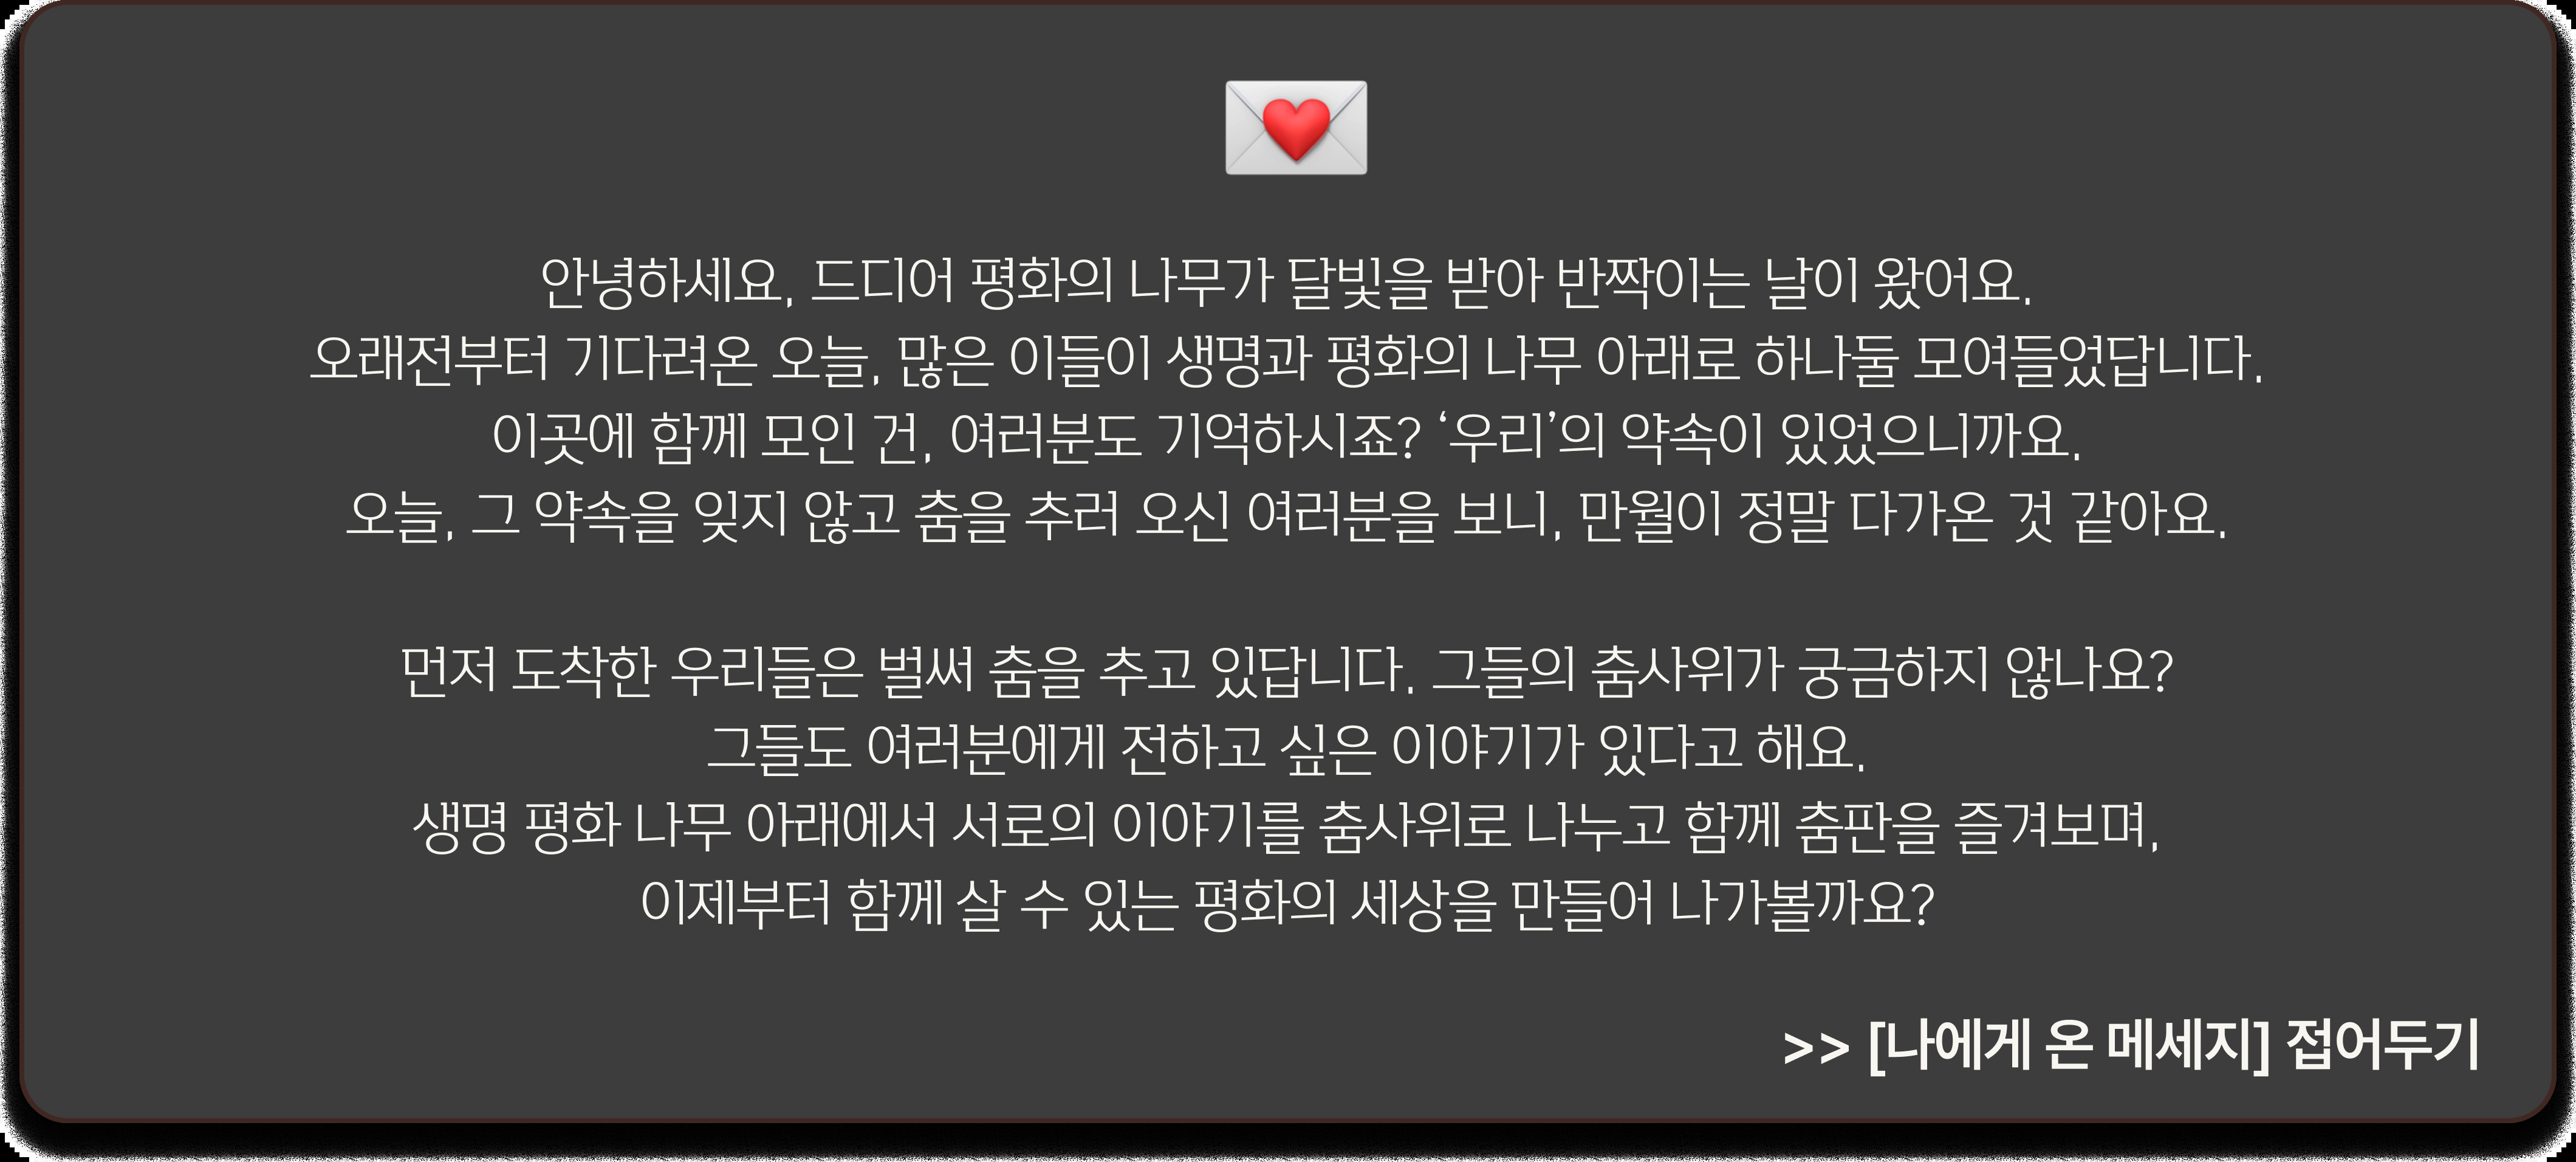 안녕하세요, 드디어 평화의 나무가 달빛을 받아 반짝이는 날이 왔어요.
오래전부터 기다려온 오늘, 많은 이들이 생명과 평화의 나무 아래로 하나둘 모여들었답니다.
이곳에 함께 모인 건, 여러분도 기억하시죠? ‘우리’의 약속이 있었으니까요.
오늘, 그 약속을 잊지 않고 춤을 추러 오신 여러분을 보니, 만월이 정말 다가온 것 같아요.
먼저 도착한 우리들은 벌써 춤을 추고 있답니다. 그들의 춤사위가 궁금하지 않나요?
그들도 여러분에게 전하고 싶은 이야기가 있다고 해요.
생명 평화 나무 아래에서 서로의 이야기를 춤사위로 나누고 함께 춤판을 즐겨보며,
이제부터 함께 살 수 있는 평화의 세상을 만들어 나가볼까요?
>> [나에게 온 메세지] 접어두기